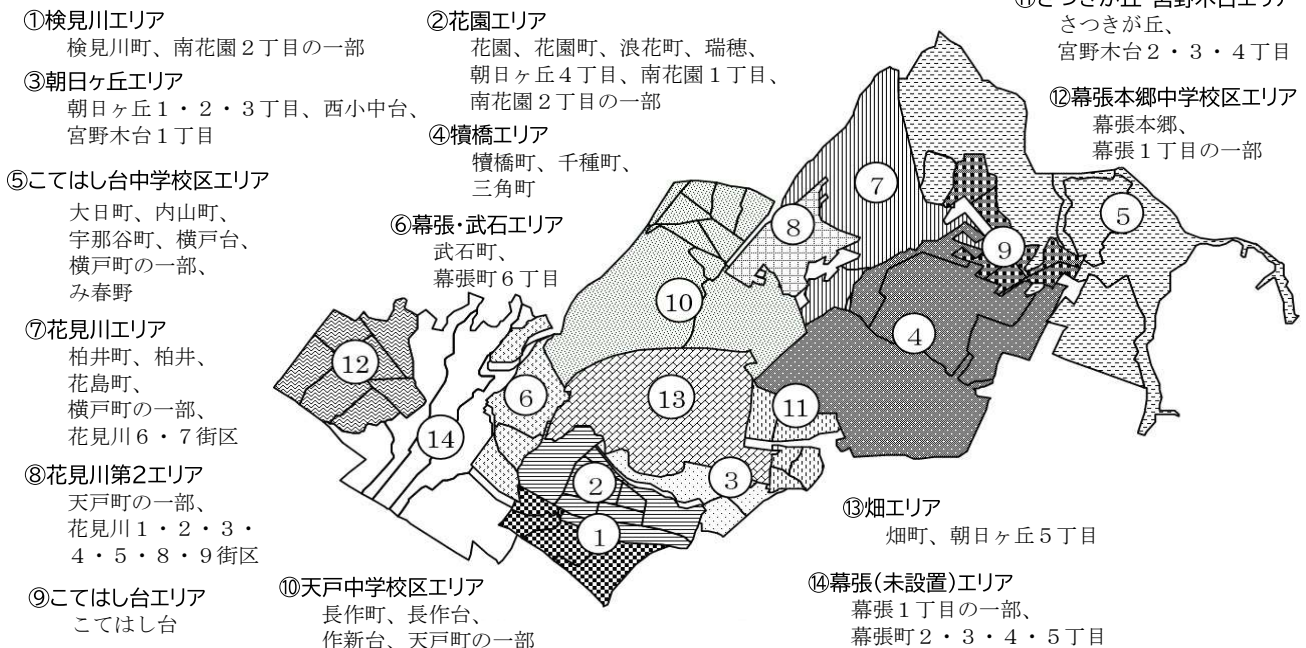 ⑪さつきが丘・宮野木台エリア
さつきが丘、
宮野木台２・３・４丁目
①検見川エリア
検見川町、南花園２丁目の一部
②花園エリア
花園、花園町、浪花町、瑞穂、
朝日ヶ丘４丁目、南花園１丁目、
南花園２丁目の一部
③朝日ヶ丘エリア
朝日ヶ丘１・２・３丁目、西小中台、
宮野木台１丁目
④犢橋エリア
犢橋町、千種町、
三角町
⑫幕張本郷中学校区エリア
幕張本郷、
幕張１丁目の一部
⑤こてはし台中学校区エリア
大日町、内山町、
宇那谷町、横戸台、
横戸町の一部、
み春野
⑥幕張・武石エリア
武石町、
幕張町６丁目
⑦花見川エリア
柏井町、柏井、
花島町、
横戸町の一部、
花見川６・７街区
⑧花見川第２エリア
天戸町の一部、
花見川１・２・３・
４・５・８・９街区
⑨こてはし台エリア
こてはし台
⑩天戸中学校区エリア
長作町、長作台、
作新台、天戸町の一部
⑬畑エリア
畑町、朝日ヶ丘５丁目
⑭幕張(未設置)エリア
幕張１丁目の一部、
幕張町２・３・４・５丁目
7
5
8
9
10
4
12
6
13
11
14
2
3
1